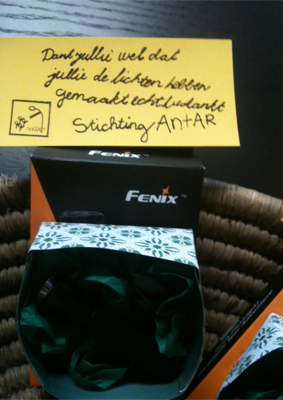 Dank jullie wel dat
jullie de lichten hebben
gemaakt echt bedankt
Stichting AntAR
FENIX
FENIX